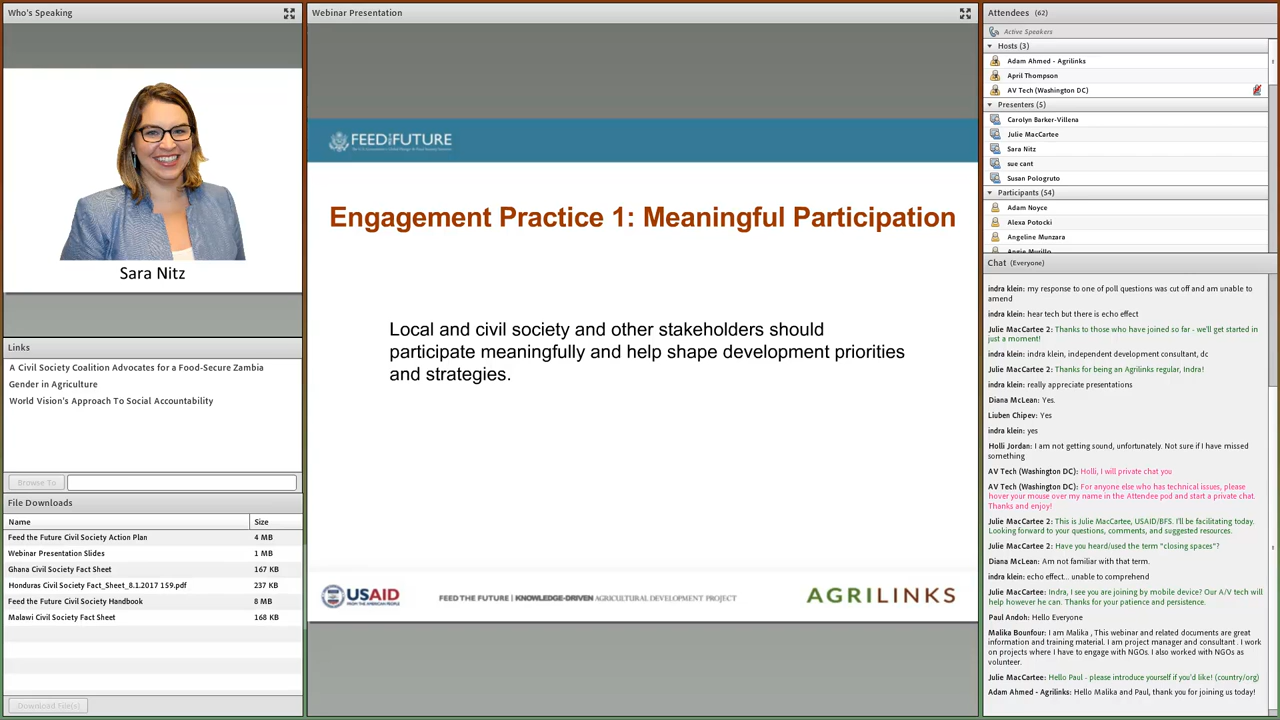 Who's Speaking
Sara Nitz
Links
A Civil Society Coalition Advocates for a Food-Secure Zambia
Gender in Agriculture
World Vision's Approach To Social Accountability
Browse To
File Downloads
Name Size
Feed the Future Civil Society Action Plan 4 MB
Webinar Presentation Slides 1 MB
Ghana Civil Society Fact Sheet 167 KB
Honduras Civil Society Fact_Sheet_8.1.2017 159.pdf 237 KB
Feed the Future Civil Society Handbook 8 MB
Malawi Civil Society Fact Sheet 168 KB
Download File(s)
Webinar Presentation
FEED THE FUTURE
Engagement Practice 1: Meaningful Participation
Local and civil society and other stakeholders should
participate meaningfully and help shape development priorities
and strategies.
USAID
FROM THE AMERICAN PEOPLE
FEED THE FUTURE | KNOWLEDGE-DRIVEN AGRICULTURAL DEVELOPMENT PROJECT
AGRILINKS
Attendees (62)
Active Speakers
Hosts (3)
Adam Ahmed - Agrilinks
April Thompson
AV Tech (Washington DC)
Presenters (5)
Carolyn Barker-Villena
Julie MacCartee
Sara Nitz
sue cant
Susan Pologruto
Participants (54)
Adam Noyce
Alexa Potocki
Angeline Munzara
Angie Murillo
Chat (Everyone)
indra klein: my response to one of poll questions was cut off and am unable to
amend
indra klein: hear tech but there is echo effect
Julie MacCartee 2: Thanks to those who have joined so far - we'll get started in
just a moment!
indra klein: indra klein, independent development consultant, dc
Julie MacCartee 2: Thanks for being an Agrilinks regular, Indra!
indra klein: really appreciate presentations
Diana McLean: Yes.
Liuben Chipev: Yes
indra klein: yes
Holli Jordan: I am not getting sound, unfortunately. Not sure if I have missed
something
AV Tech (Washington DC): Holli, I will private chat you
AV Tech (Washington DC): For anyone else who has technical issues, please
hover your mouse over my name in the Attendee pod and start a private chat.
Thanks and enjoy!
Julie MacCartee 2: This is Julie MacCartee, USAID/BFS. I'll be facilitating today.
Looking forward to your questions, comments, and suggested resources.
Julie MacCartee 2: Have you heard/used the term "closing spaces"?
Diana McLean: Am not familiar with that term.
indra klein: echo effect... unable to comprehend
Julie MacCartee: Indra, I see you are joining by mobile device? Our A/V tech will
help however he can. Thanks for your patience and persistence.
Paul Andoh: Hello Everyone
Malika Bounfour: I am Malika , This webinar and related documents are great
information and training material. I am project manager and consultant . I work
on projects where I have to engage with NGOs. I also worked with NGOs as
volunteer.
Julie MacCartee: Hello Paul - please introduce yourself if you'd like! (country/org)
Adam Ahmed - Agrilinks: Hello Malika and Paul, thank you for joining us today!